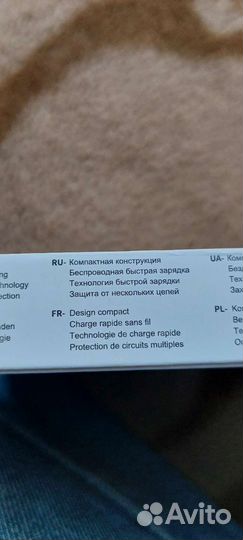 RU- Компактная конструкция
Беспроводная быстрая зарядка
Технология быстрой зарядки
Защита от нескольких цепей
FR- Design compact
Charge rapide sans fil
Technologie de charge rapide
Protection de circuits multiples
UA-
PL-
Avito